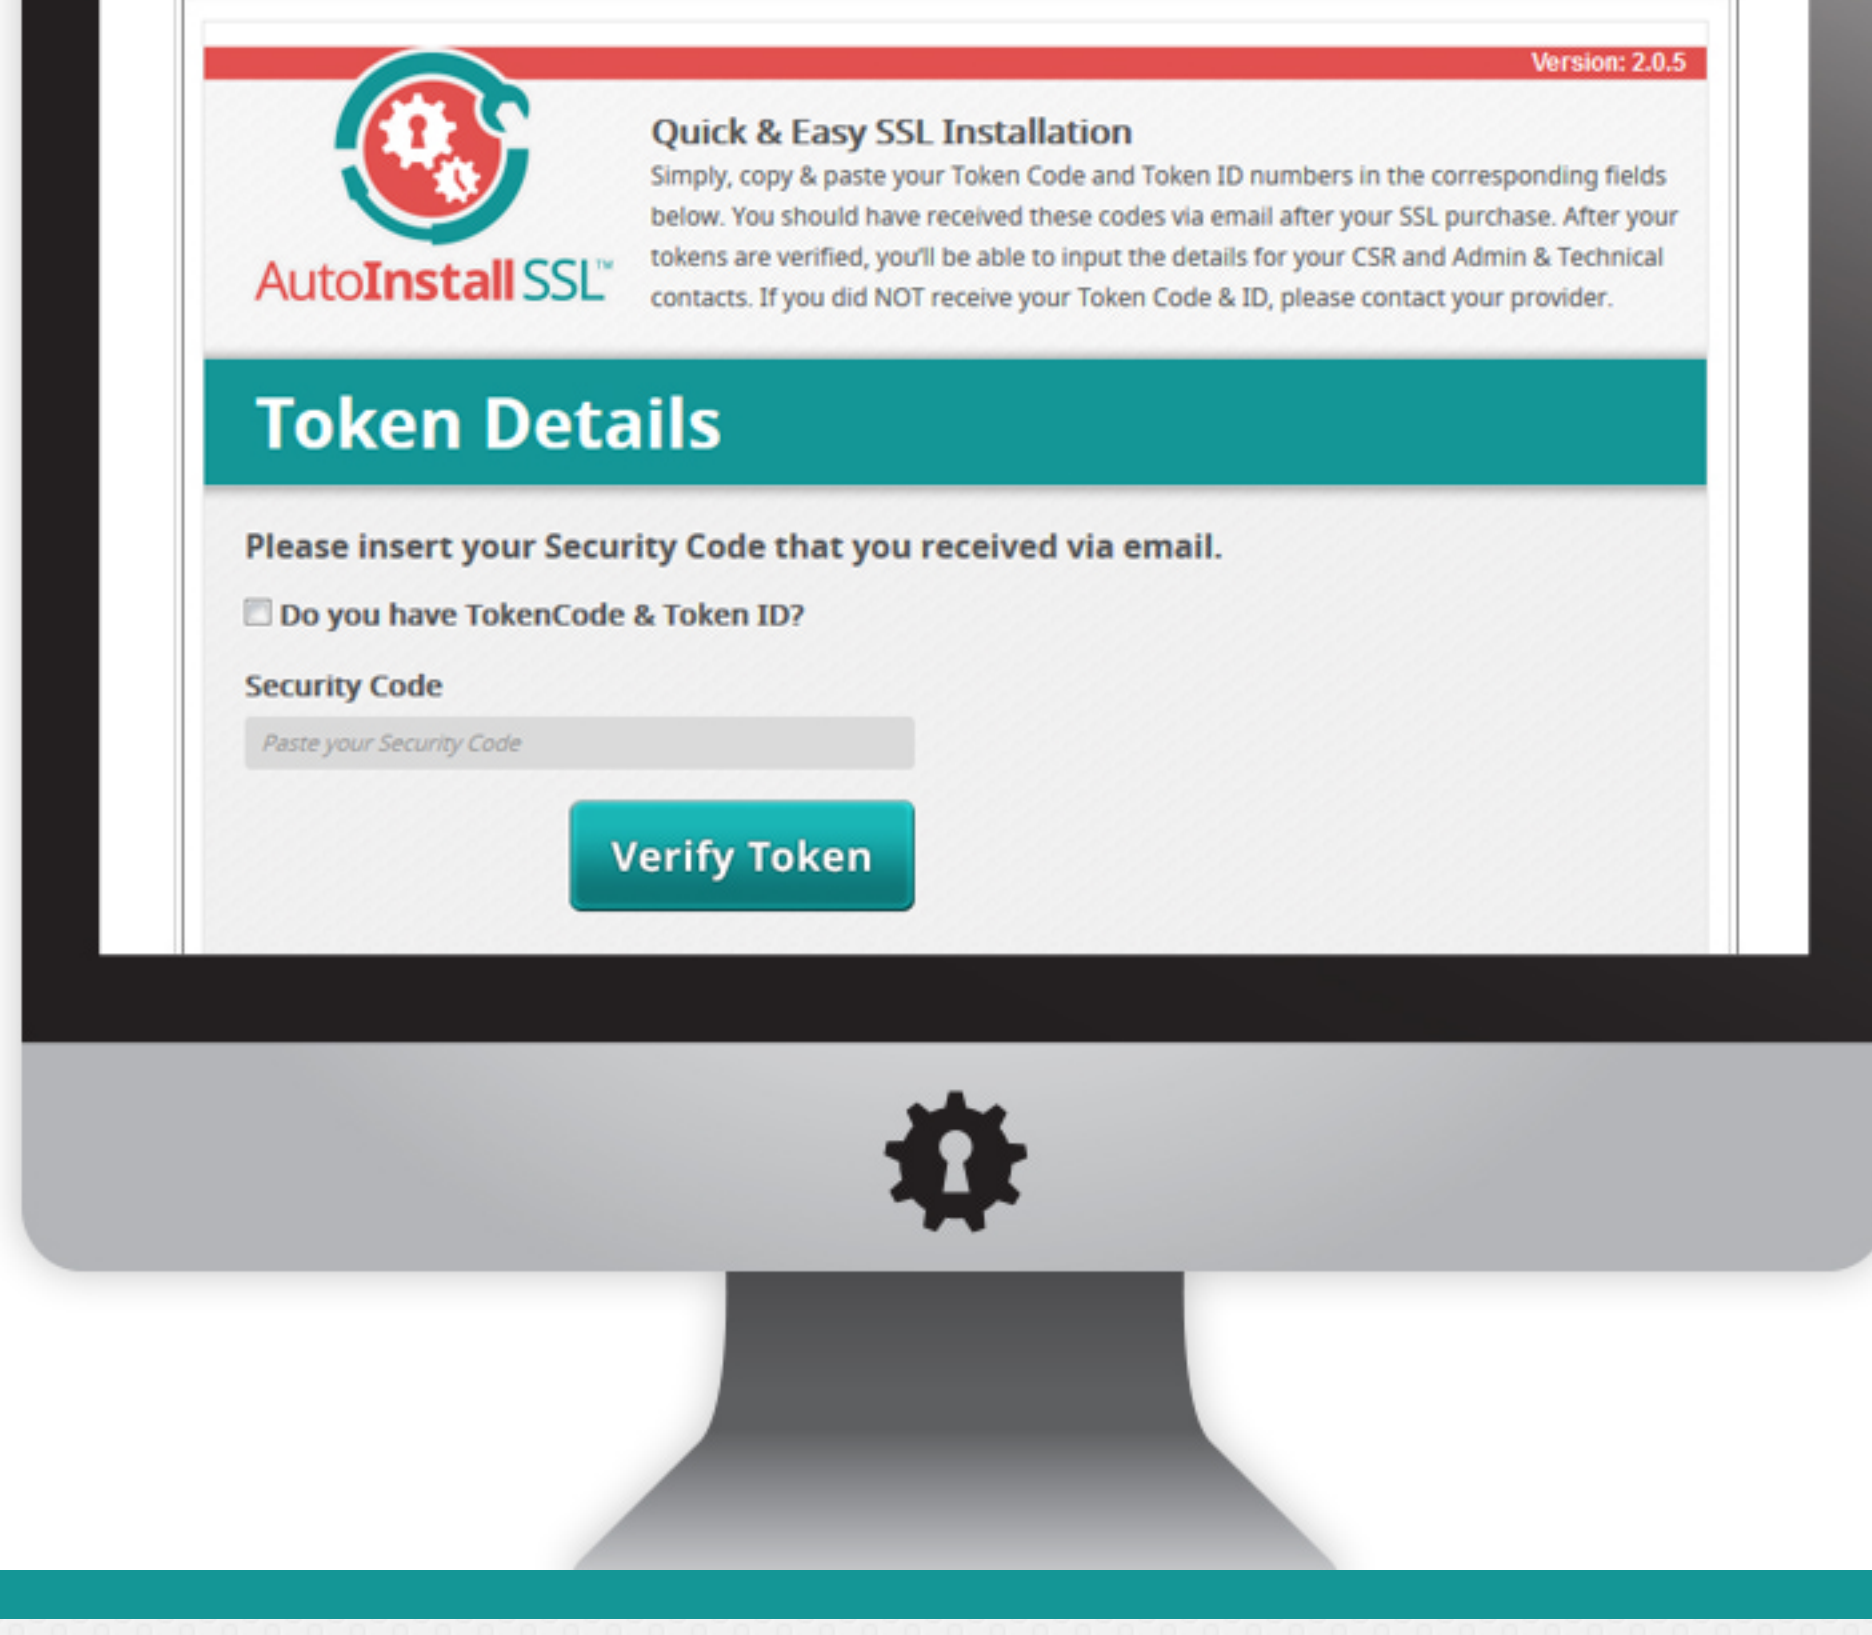 Version: 2.0.5
AutoInstall SSL™
Quick & Easy SSL Installation
Simply, copy & paste your Token Code and Token ID numbers in the corresponding fields
below. You should have received these codes via email after your SSL purchase. After your
tokens are verified, you'll be able to input the details for your CSR and Admin & Technical
contacts. If you did NOT receive your Token Code & ID, please contact your provider.
Token Details
Please insert your Security Code that you received via email.
Do you have TokenCode & Token ID?
Security Code
Paste your Security Code
Verify Token